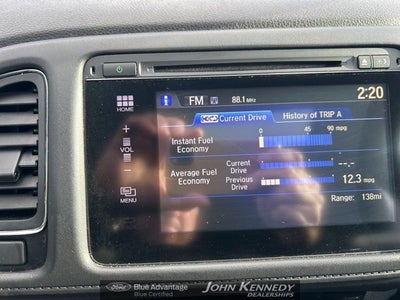 HOME
FM 88.1 MHz 2:20
Current Drive History of TRIP A
Instant Fuel
Economy
0 45 90 mpg
Average Fuel
Economy
Current
Drive
--.-
Previous
Drive
12.3 mpg
Range: 138mi
+
VOL
−
MENU
Ford
Blue Advantage
Blue Certified
JOHN KENNEDY
DEALERSHIPS